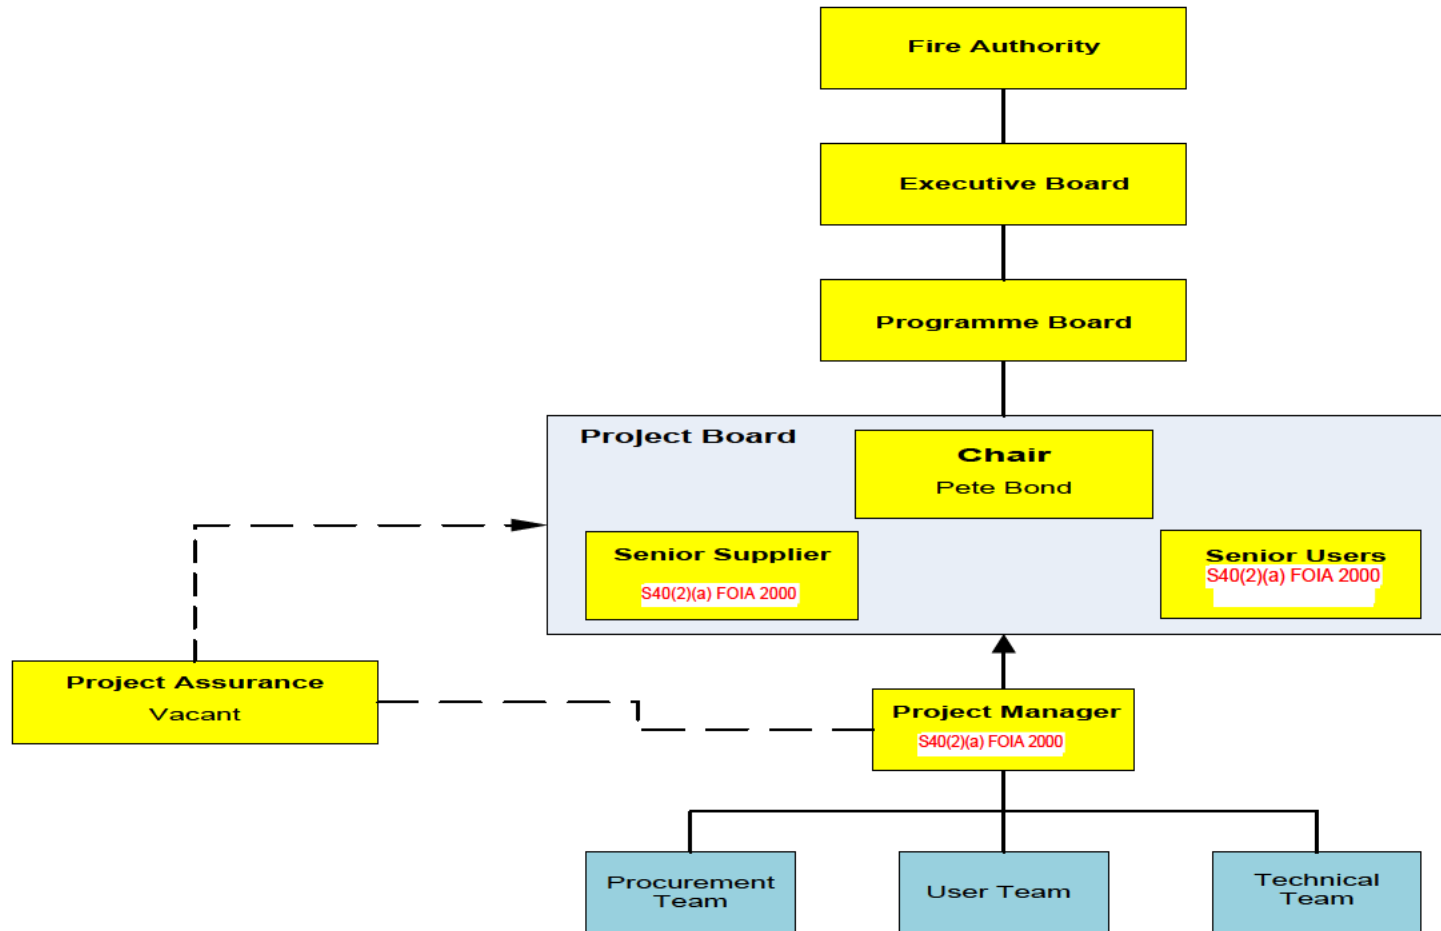 Fire Authority
Executive Board
Programme Board
Project Board
Chair
Pete Bond
Senior Supplier
S40(2)(a) FOIA 2000
Senior Users
S40(2)(a) FOIA 2000
Project Assurance
Vacant
Project Manager
S40(2)(a) FOIA 2000
Procurement
Team
User Team
Technical
Team